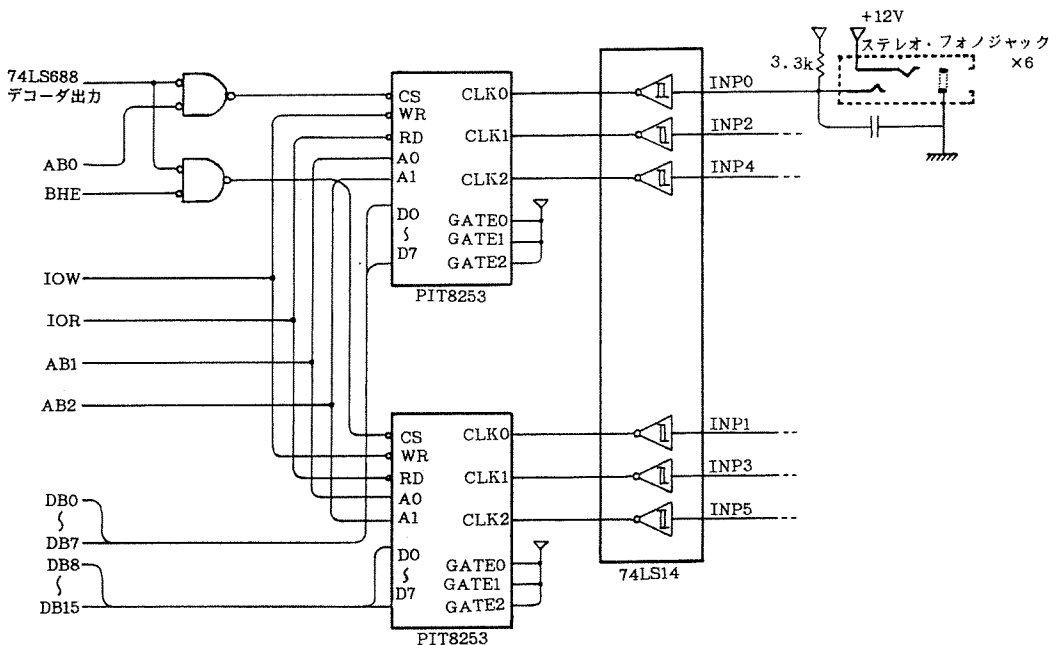 74LS688
デコーダ出力
AB0
BHE
IOW
IOR
AB1
AB2
DB0
〜
DB7
DB8
〜
DB15
CS
WR
RD
A0
A1
D0
〜
D7
CLK0
CLK1
CLK2
GATE0
GATE1
GATE2
PIT8253
CS
WR
RD
A0
A1
D0
〜
D7
CLK0
CLK1
CLK2
GATE0
GATE1
GATE2
PIT8253
INP0
INP2
INP4
INP1
INP3
INP5
74LS14
+12V
ステレオ・フォノジャック
×6
3.3k